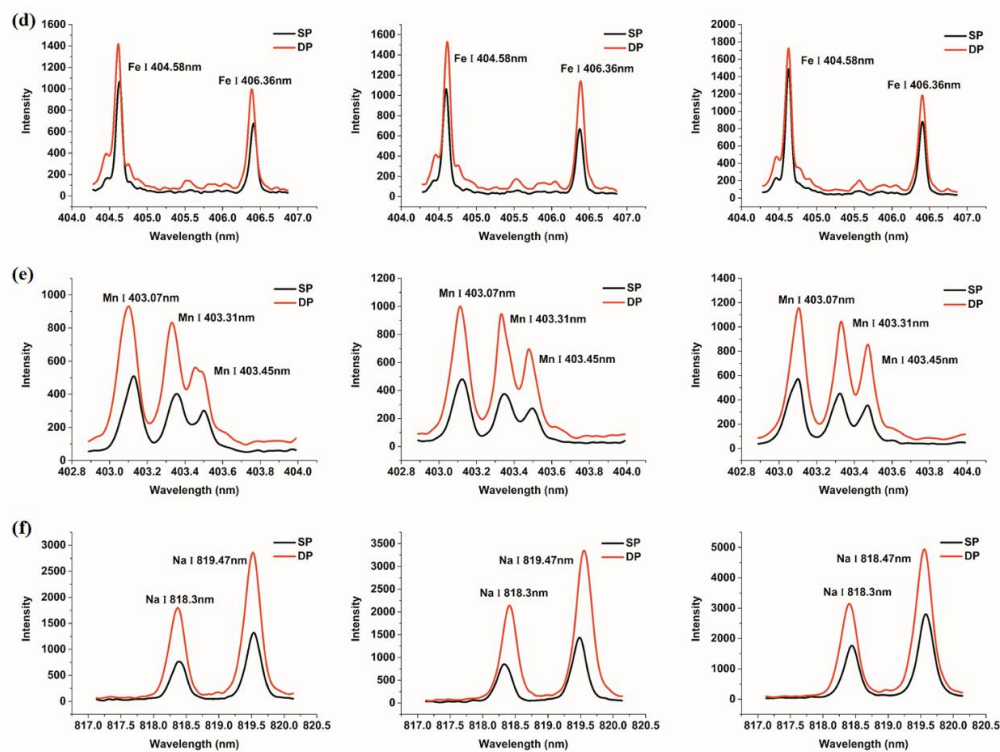 (d)
1600
1400
1200
1000
800
600
400
200
0
Intensity
SP
DP
Fe I 404.58nm
Fe I 406.36nm
404.0 404.5 405.0 405.5 406.0 406.5 407.0
Wavelength (nm)
1600
1400
1200
1000
800
600
400
200
0
Intensity
SP
DP
Fe I 404.58nm
Fe I 406.36nm
404.0 404.5 405.0 405.5 406.0 406.5 407.0
Wavelength (nm)
2000
1800
1600
1400
1200
1000
800
600
400
200
0
Intensity
SP
DP
Fe I 404.58nm
Fe I 406.36nm
404.0 404.5 405.0 405.5 406.0 406.5 407.0
Wavelength (nm)
(e)
1000
800
600
400
200
0
Intensity
SP
DP
Mn I 403.07nm
Mn I 403.31nm
Mn I 403.45nm
402.8 403.0 403.2 403.4 403.6 403.8 404.0
Wavelength (nm)
1200
1000
800
600
400
200
0
Intensity
SP
DP
Mn I 403.07nm
Mn I 403.31nm
Mn I 403.45nm
402.8 403.0 403.2 403.4 403.6 403.8 404.0
Wavelength (nm)
1400
1200
1000
800
600
400
200
0
Intensity
SP
DP
Mn I 403.07nm
Mn I 403.31nm
Mn I 403.45nm
402.8 403.0 403.2 403.4 403.6 403.8 404.0
Wavelength (nm)
(f)
3000
2500
2000
1500
1000
500
0
Intensity
SP
DP
Na I 819.47nm
Na I 818.3nm
817.0 817.5 818.0 818.5 819.0 819.5 820.0 820.5
Wavelength (nm)
3500
3000
2500
2000
1500
1000
500
0
Intensity
SP
DP
Na I 819.47nm
Na I 818.3nm
817.0 817.5 818.0 818.5 819.0 819.5 820.0 820.5
Wavelength (nm)
5000
4000
3000
2000
1000
0
Intensity
SP
DP
Na I 818.47nm
Na I 818.3nm
817.0 817.5 818.0 818.5 819.0 819.5 820.0 820.5
Wavelength (nm)